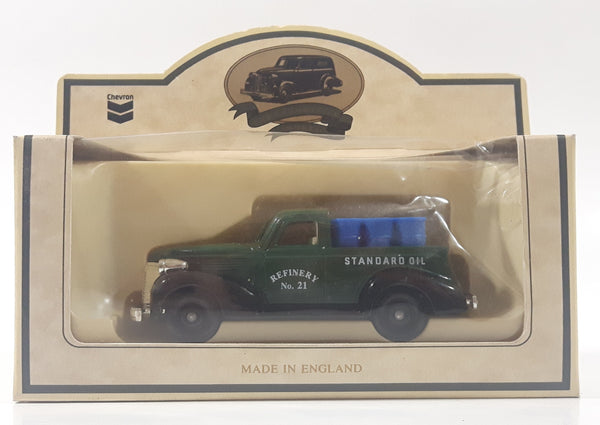 Chevron
STANDARD OIL
REFINERY
No. 21
MADE IN ENGLAND